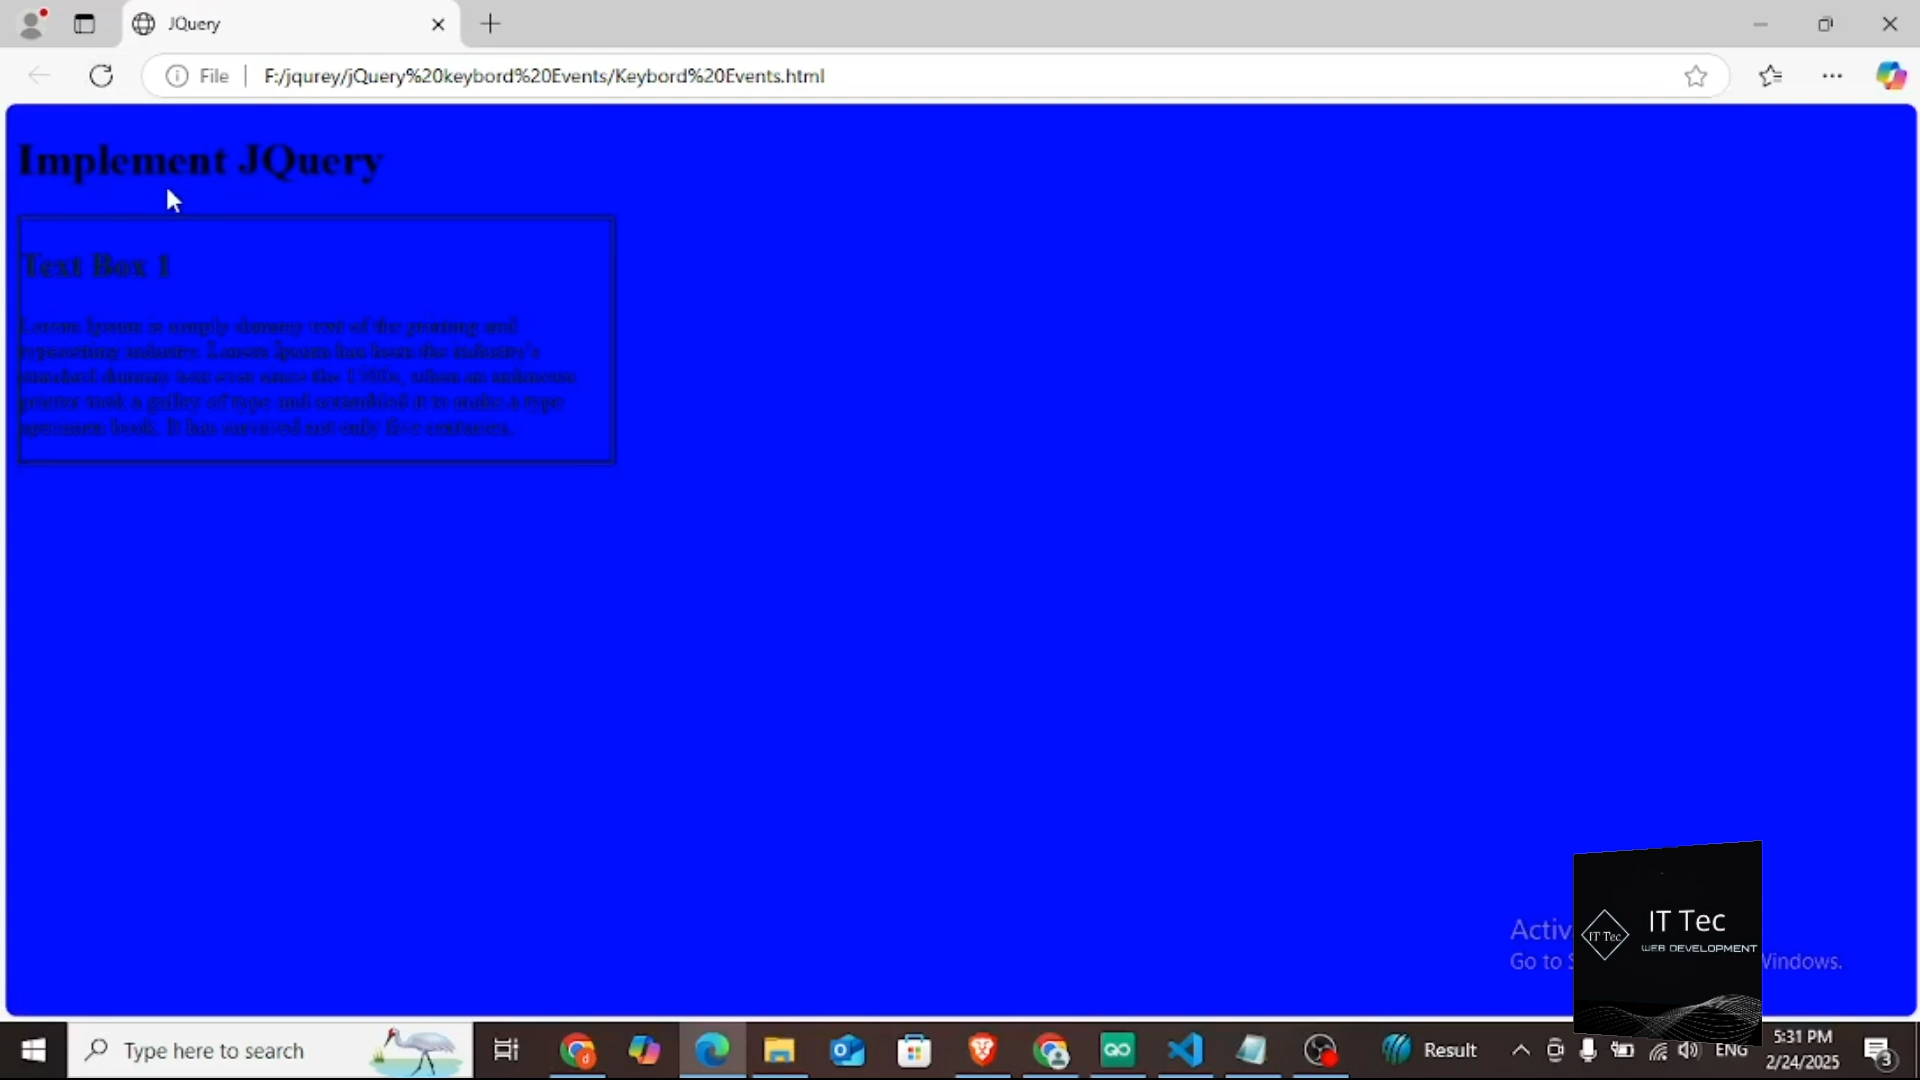 JQuery
File
F:/jqurey/jQuery%20keybord%20Events/Keybord%20Events.html
Implement JQuery
Text Box 1
Lorem Ipsum is simply dummy text of the printing and
typesetting industry. Lorem Ipsum has been the industry's
standard dummy text ever since the 1500s, when an unknown
printer took a galley of type and scrambled it to make a type
specimen book. It has survived not only five centuries,
Activ
Go to S
Windows.
IT Tec
IT Tec
WEB DEVELOPMENT
Type here to search
Result
ENG
5:31 PM
2/24/2025
3